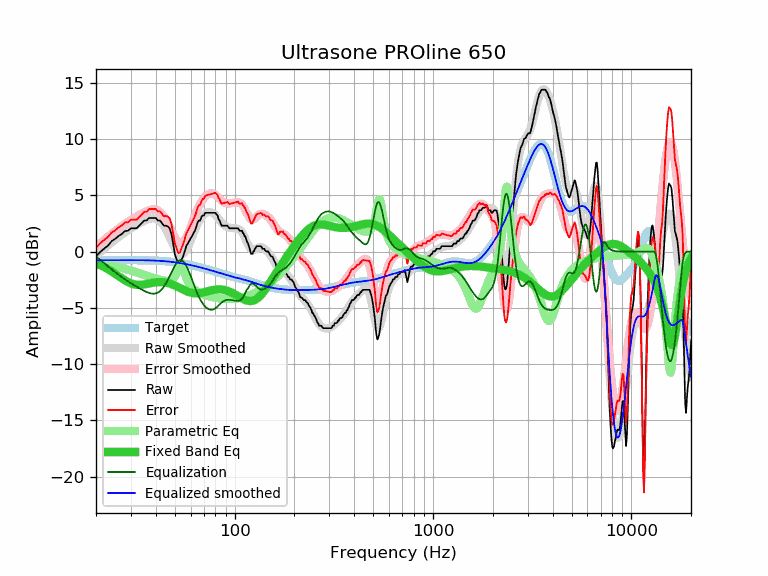 Ultrasone PROline 650
15
10
5
0
−5
−10
−15
−20
Amplitude (dBr)
Target
Raw Smoothed
Error Smoothed
Raw
Error
Parametric Eq
Fixed Band Eq
Equalization
Equalized smoothed
100
1000
10000
Frequency (Hz)